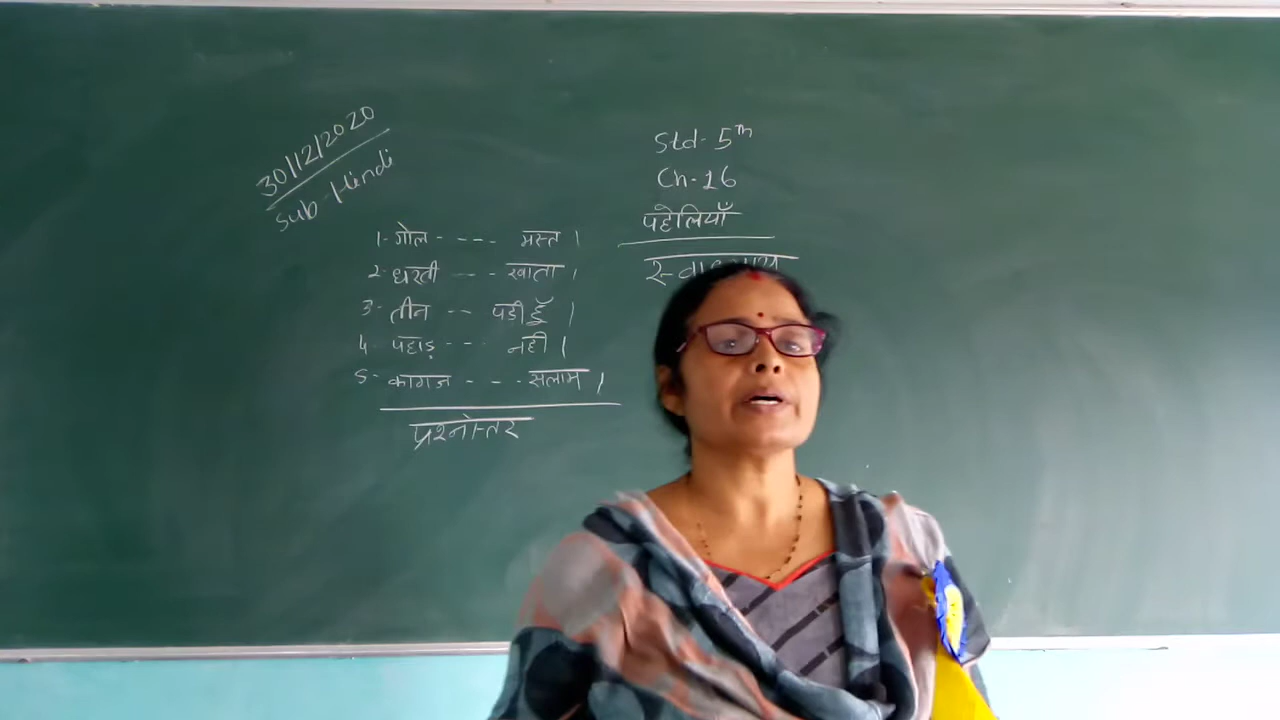 30/12/2020
Sub-Hindi
Std-5th
Ch-16
पहेलियाँ
1- गोल ---- मस्त।
2- धरती --- खाता।
3- तीन -- पडी हूँ।
4 पहाड़ --- नही।
5- कागज --- सलाम।
प्रश्नोत्तर